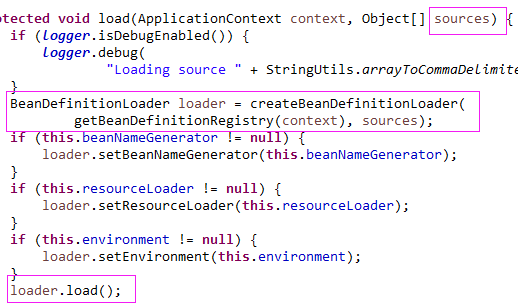 otected void load(ApplicationContext context, Object[] sources) {
if (logger.isDebugEnabled()) {
logger.debug(
"Loading source " + StringUtils.arrayToCommaDelimite
}
BeanDefinitionLoader loader = createBeanDefinitionLoader(
getBeanDefinitionRegistry(context), sources);
if (this.beanNameGenerator != null) {
loader.setBeanNameGenerator(this.beanNameGenerator);
}
if (this.resourceLoader != null) {
loader.setResourceLoader(this.resourceLoader);
}
if (this.environment != null) {
loader.setEnvironment(this.environment);
}
loader.load();